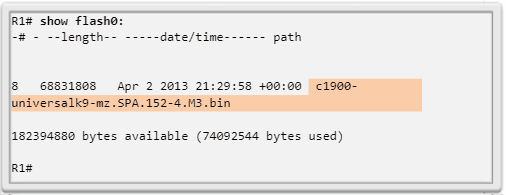 R1# show flash0:
-# - --length-- -----date/time------ path
8 68831808 Apr 2 2013 21:29:58 +00:00 c1900-
universalk9-mz.SPA.152-4.M3.bin
182394880 bytes available (74092544 bytes used)
R1#